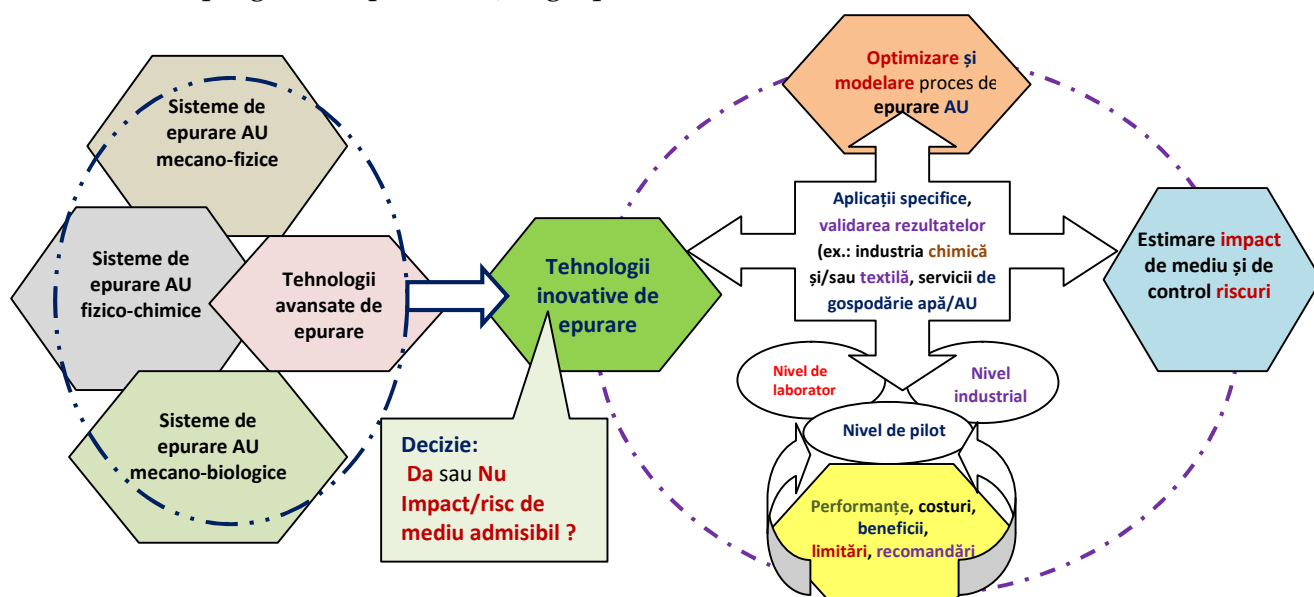 Optimizare și
modelare proces de
epurare AU
Sisteme de
epurare AU
mecano-fizice
Sisteme de
epurare AU
fizico-chimice
Tehnologii
avansate de
epurare
Sisteme de
epurare AU
mecano-biologice
Tehnologii
inovative de
epurare
Aplicații specifice,
validarea rezultatelor
(ex.: industria chimică
și/sau textilă, servicii de
gospodărie apă/AU
Estimare impact
de mediu și de
control riscuri
Decizie:
Da sau Nu
Impact/risc de
mediu admisibil ?
Nivel de
laborator
Nivel
industrial
Nivel de pilot
Performanțe, costuri,
beneficii,
limitări, recomandări